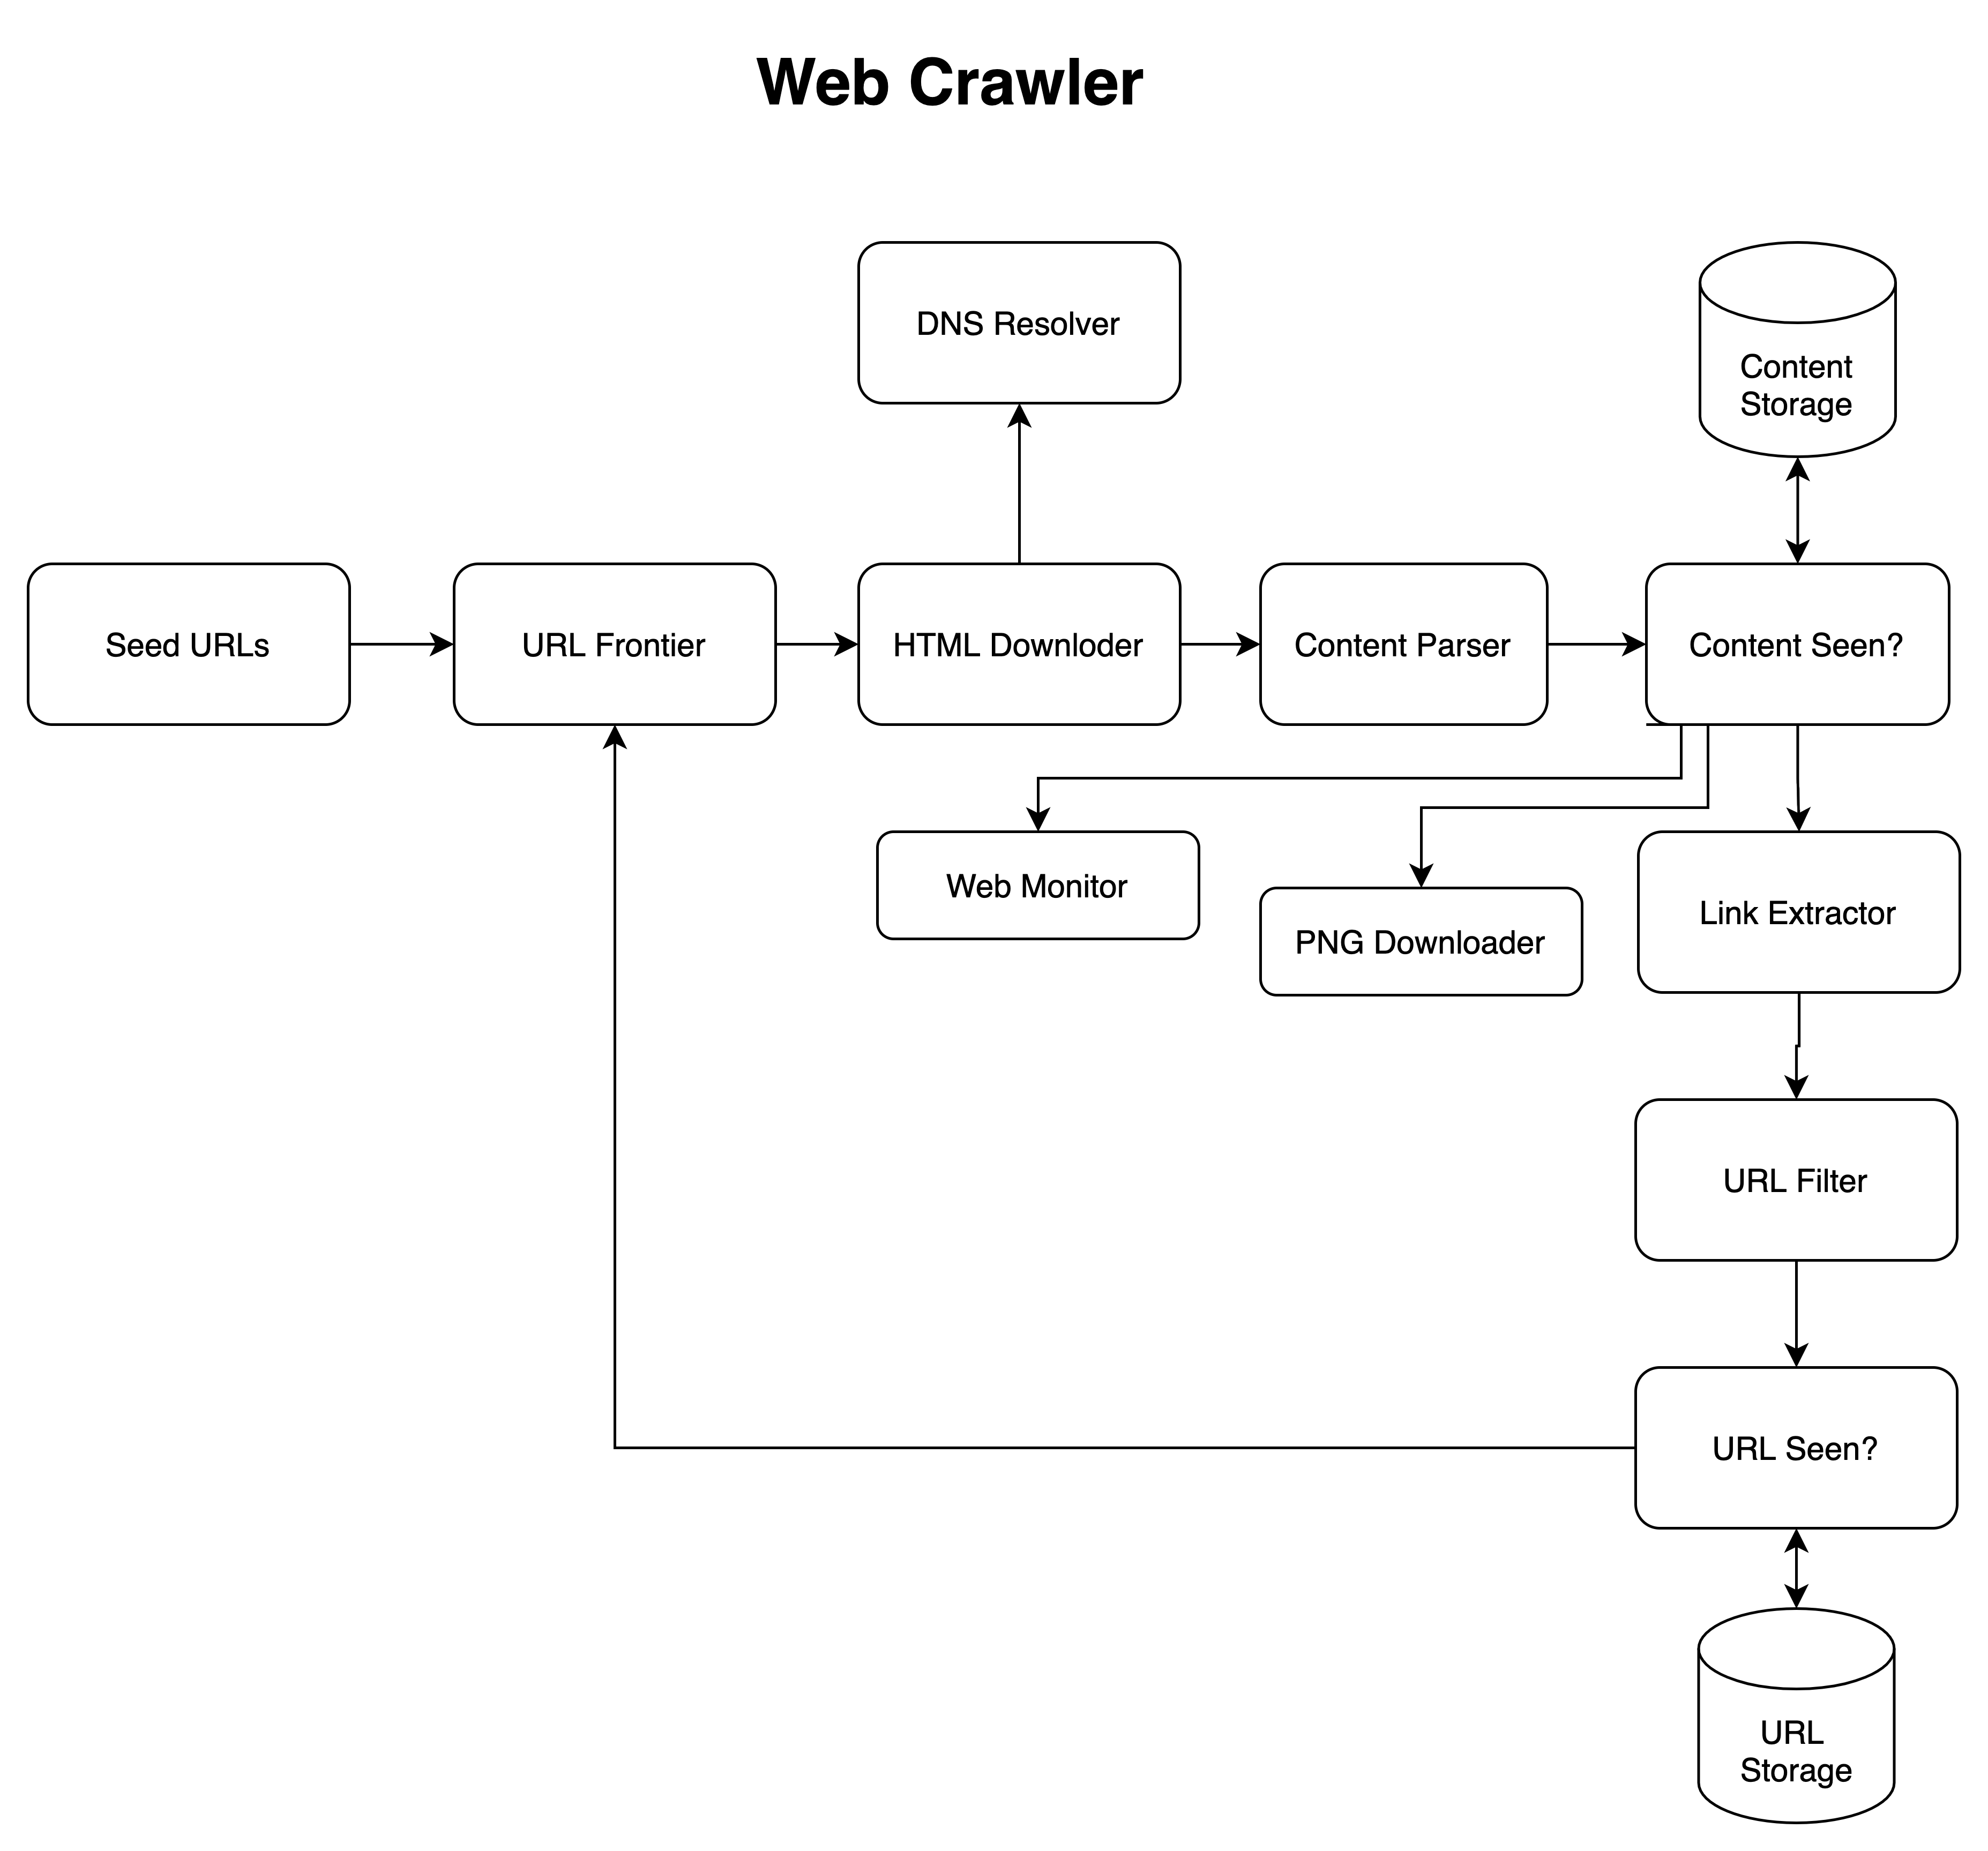 Web Crawler
DNS Resolver
Content
Storage
Seed URLs
URL Frontier
HTML Downloder
Content Parser
Content Seen?
Web Monitor
PNG Downloader
Link Extractor
URL Filter
URL Seen?
URL
Storage